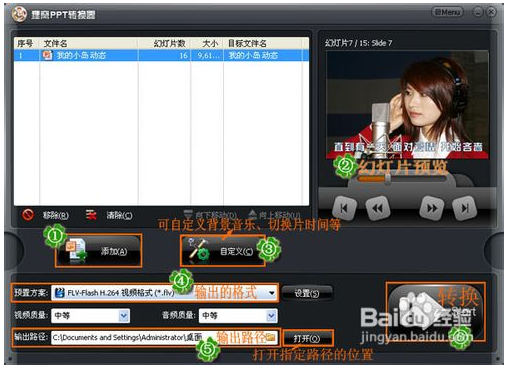 狸窝PPT转换器
Menu
序号 文件名 幻灯片数 大小 目标文件名
1 我的小岛动态 16 9,61... 我的小岛动态
幻灯片7 / 15: Slide 7
直到有一天 面对
② 幻灯片预览
移除(R) 清除(C) 向下移动(D) 向上移动(U)
可自定义背景音乐、切换片时间等
① 添加(A)
自定义(C) ③
④
预置方案: FLV-Flash H.264 视频格式 (*.flv) 输出的格式 设置(S)
转换
Start
视频质量: 中等 音频质量: 中等
输出路径: C:\Documents and Settings\Administrator\桌面 输出路径 打开(O)
⑤
⑥
打开指定路径的位置
Baidu经验
jingyan.baidu.com